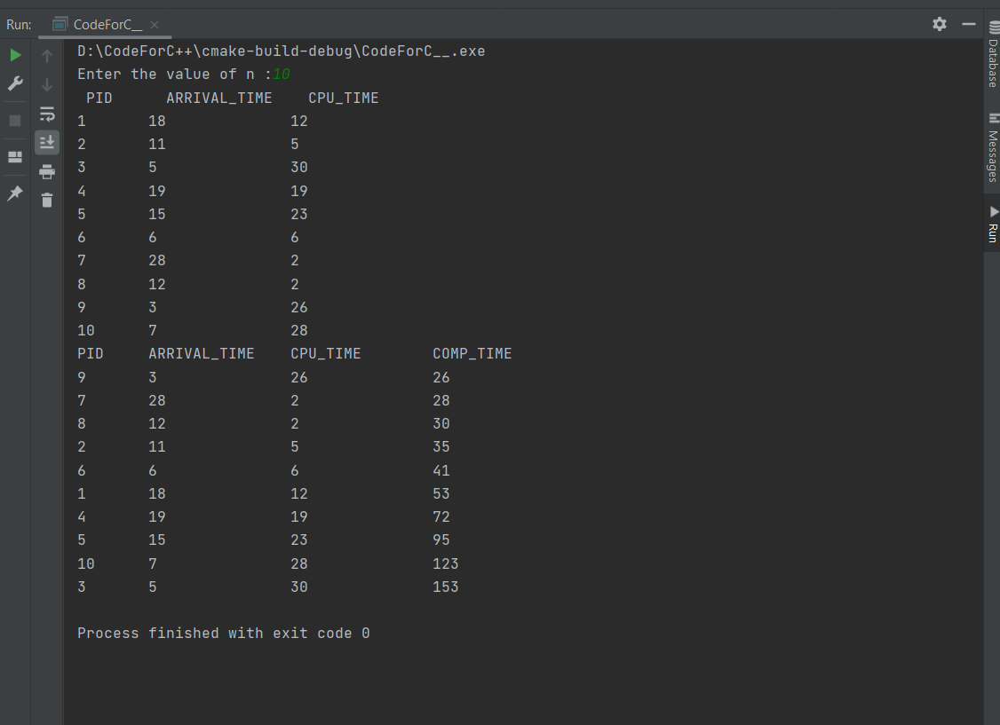 Run: CodeForC__
D:\CodeForC++\cmake-build-debug\CodeForC__.exe
Enter the value of n :10
PID ARRIVAL_TIME CPU_TIME
1 18 12
2 11 5
3 5 30
4 19 19
5 15 23
6 6 6
7 28 2
8 12 2
9 3 26
10 7 28
PID ARRIVAL_TIME CPU_TIME COMP_TIME
9 3 26 26
7 28 2 28
8 12 2 30
2 11 5 35
6 6 6 41
1 18 12 53
4 19 19 72
5 15 23 95
10 7 28 123
3 5 30 153
Process finished with exit code 0
Database
Messages
Run